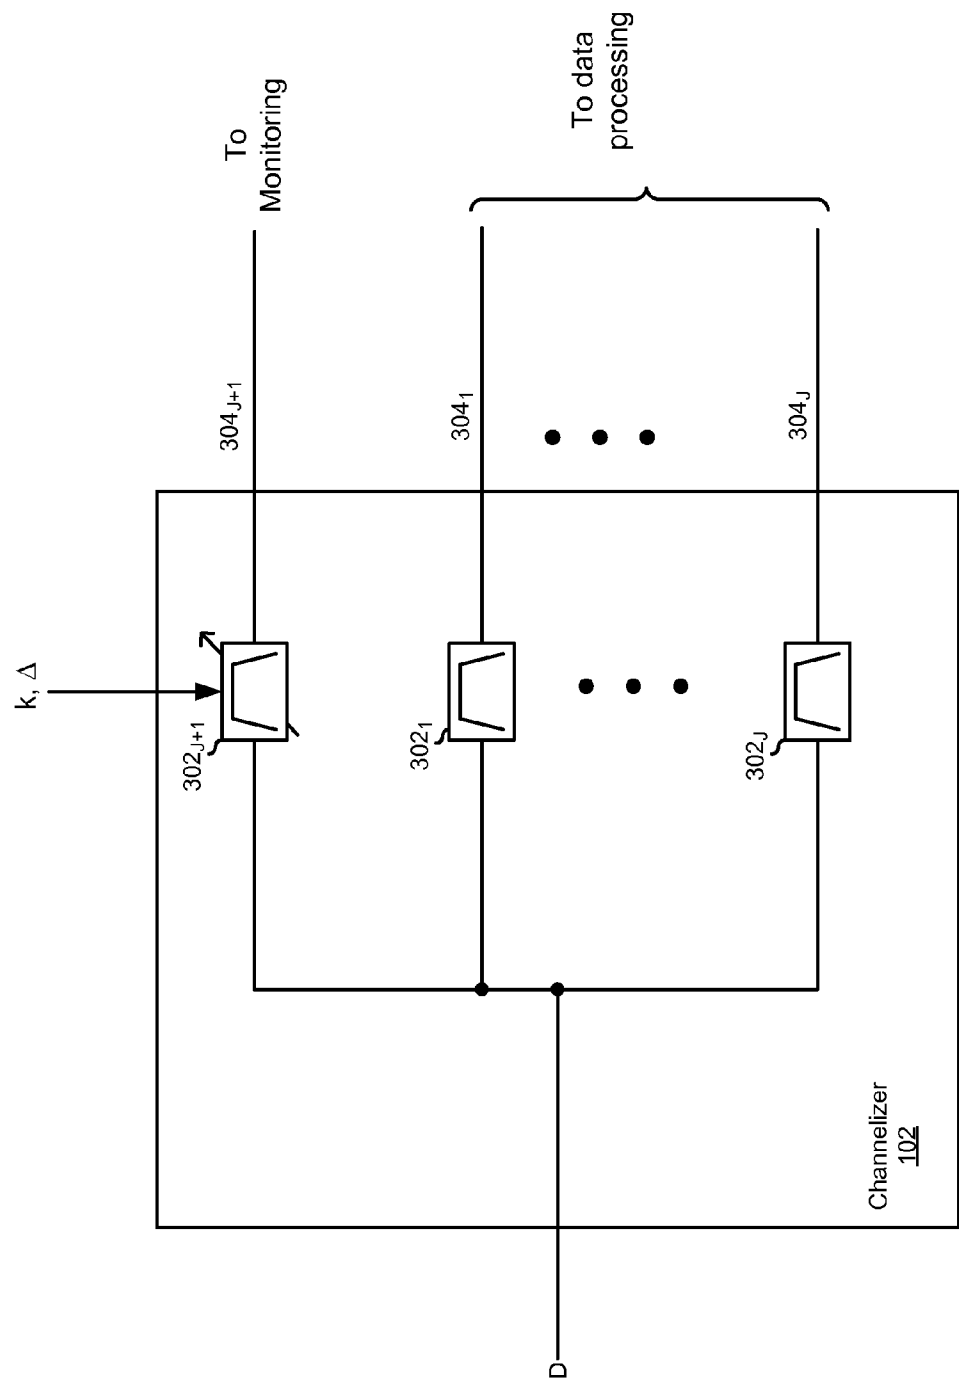 k, Δ
To
Monitoring
304J+1
302J+1
To data
processing
304₁
302₁
304J
302J
D
Channelizer
102